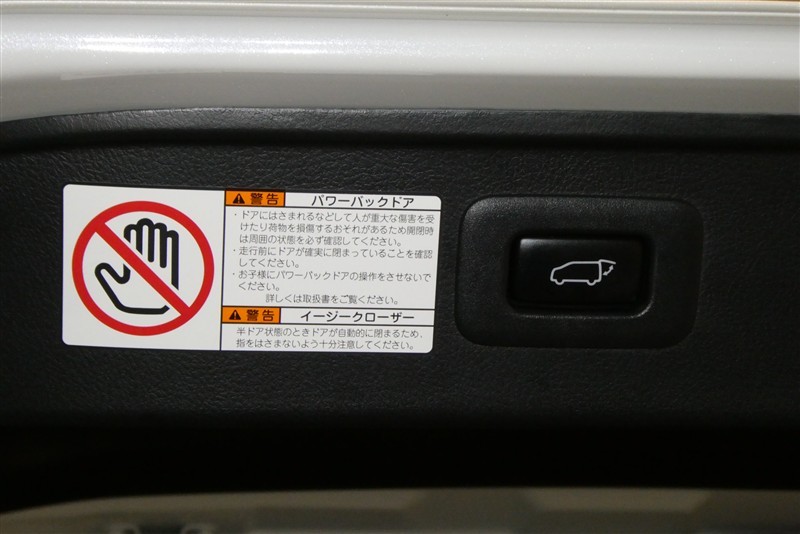 警告 パワーバックドア
・ドアにはさまれるなどして人が重大な傷害を受
けたり荷物を損傷するおそれがあるため開閉時
は周囲の状態を必ず確認してください。
・走行前にドアが確実に閉まっていることを確認
してください。
・お子様にパワーバックドアの操作をさせないで
ください。
詳しくは取扱書をご覧ください。
警告 イージークローザー
半ドア状態のときドアが自動的に閉まるため、
指をはさまないよう十分注意してください。